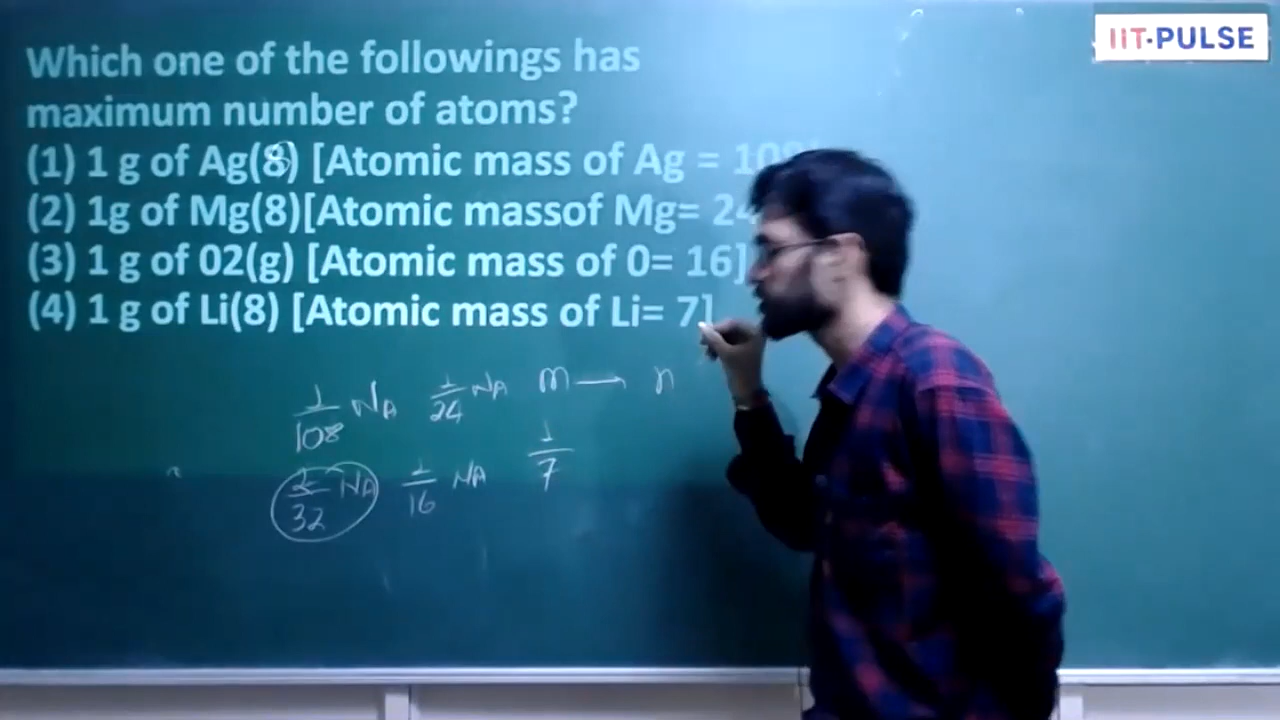 IIT-PULSE
Which one of the followings has
maximum number of atoms?
(1) 1 g of Ag(8) [Atomic mass of Ag = 108]
(2) 1g of Mg(8)[Atomic massof Mg= 24
(3) 1 g of 02(g) [Atomic mass of 0= 16]
(4) 1 g of Li(8) [Atomic mass of Li= 7]
1/108 NA 1/24 NA m → n
NA/32 1/16 NA 1/7